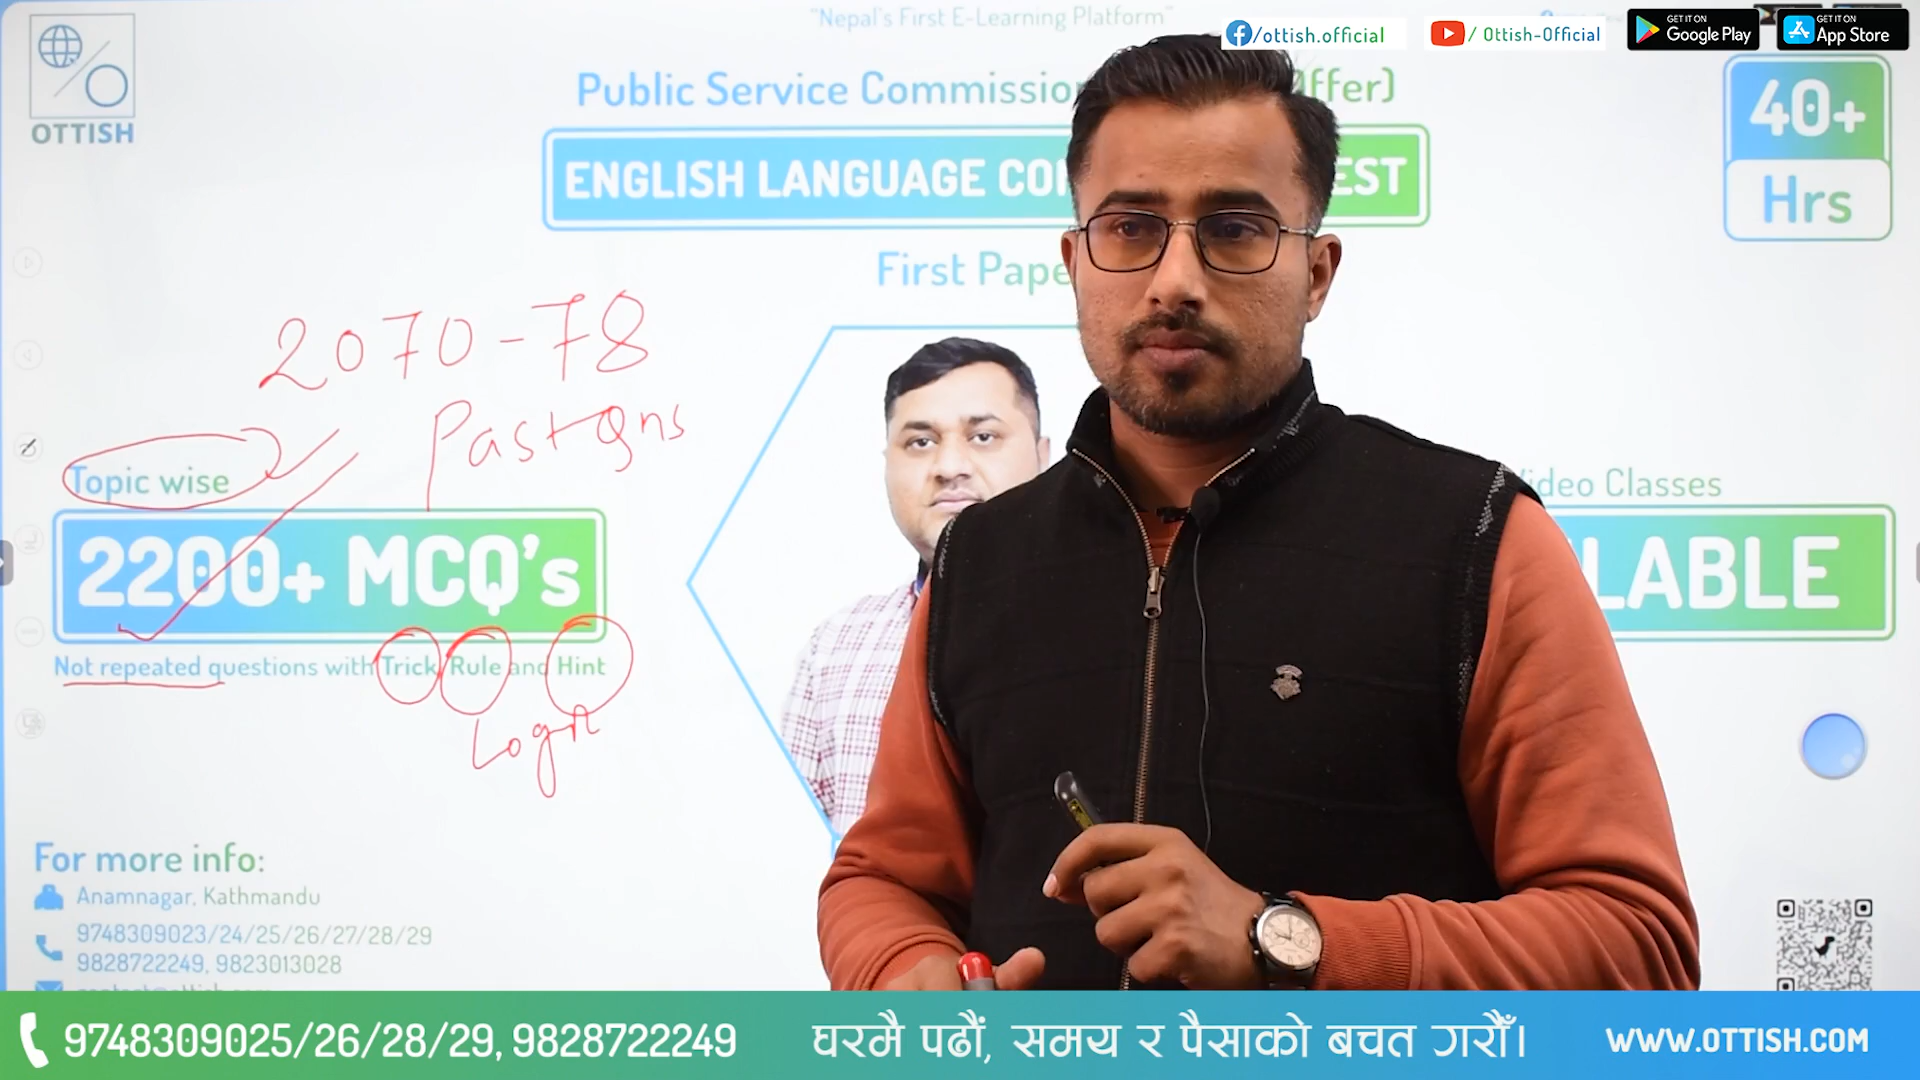 "Nepal's First E-Learning Platform"
/ottish.official
/ Ottish-Official
GET IT ON
Google Play
GET IT ON
App Store
OTTISH
Public Service Commission
ffer)
40+
Hrs
ENGLISH LANGUAGE CO
EST
First Pape
2070-78
Past Qns
Topic wise
2200+ MCQ's
Not repeated questions with Trick Rule and Hint
Logic
Video Classes
LABLE
For more info:
Anamnagar, Kathmandu
9748309023/24/25/26/27/28/29
9828722249, 9823013028
9748309025/26/28/29, 9828722249
घरमै पढौं, समय र पैसाको बचत गरौँ।
WWW.OTTISH.COM